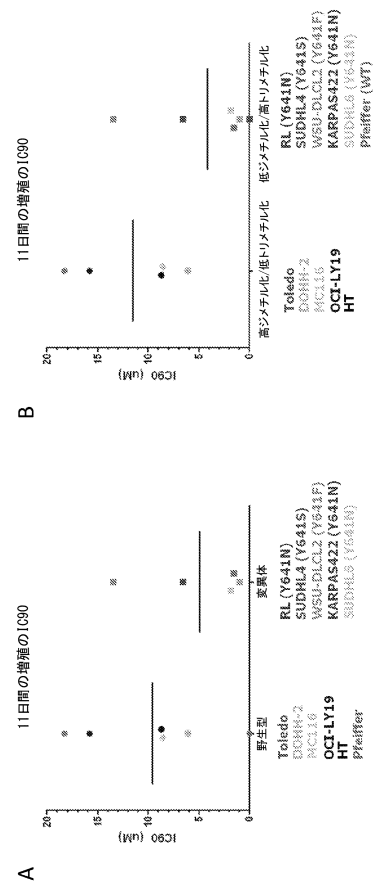 A
11日間の増殖のIC90
IC90 (uM)
20
15
10
5
0
野生型
変異体
Toledo
DOHH-2
MC116
OCI-LY19
HT
Pfeiffer
RL (Y641N)
SUDHL4 (Y641S)
WSU-DLCL2 (Y641F)
KARPAS422 (Y641N)
SUDHL6 (Y641N)
B
11日間の増殖のIC90
IC90 (uM)
20
15
10
5
0
高ジメチル化/低トリメチル化
低ジメチル化/高トリメチル化
Toledo
DOHH-2
MC116
OCI-LY19
HT
RL (Y641N)
SUDHL4 (Y641S)
WSU-DLCL2 (Y641F)
KARPAS422 (Y641N)
SUDHL6 (Y641N)
Pfeiffer (WT)